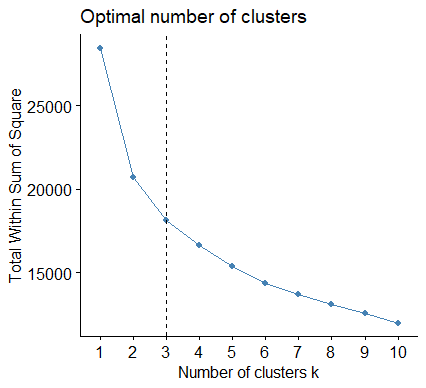 Optimal number of clusters
Total Within Sum of Square
25000
20000
15000
1 2 3 4 5 6 7 8 9 10
Number of clusters k